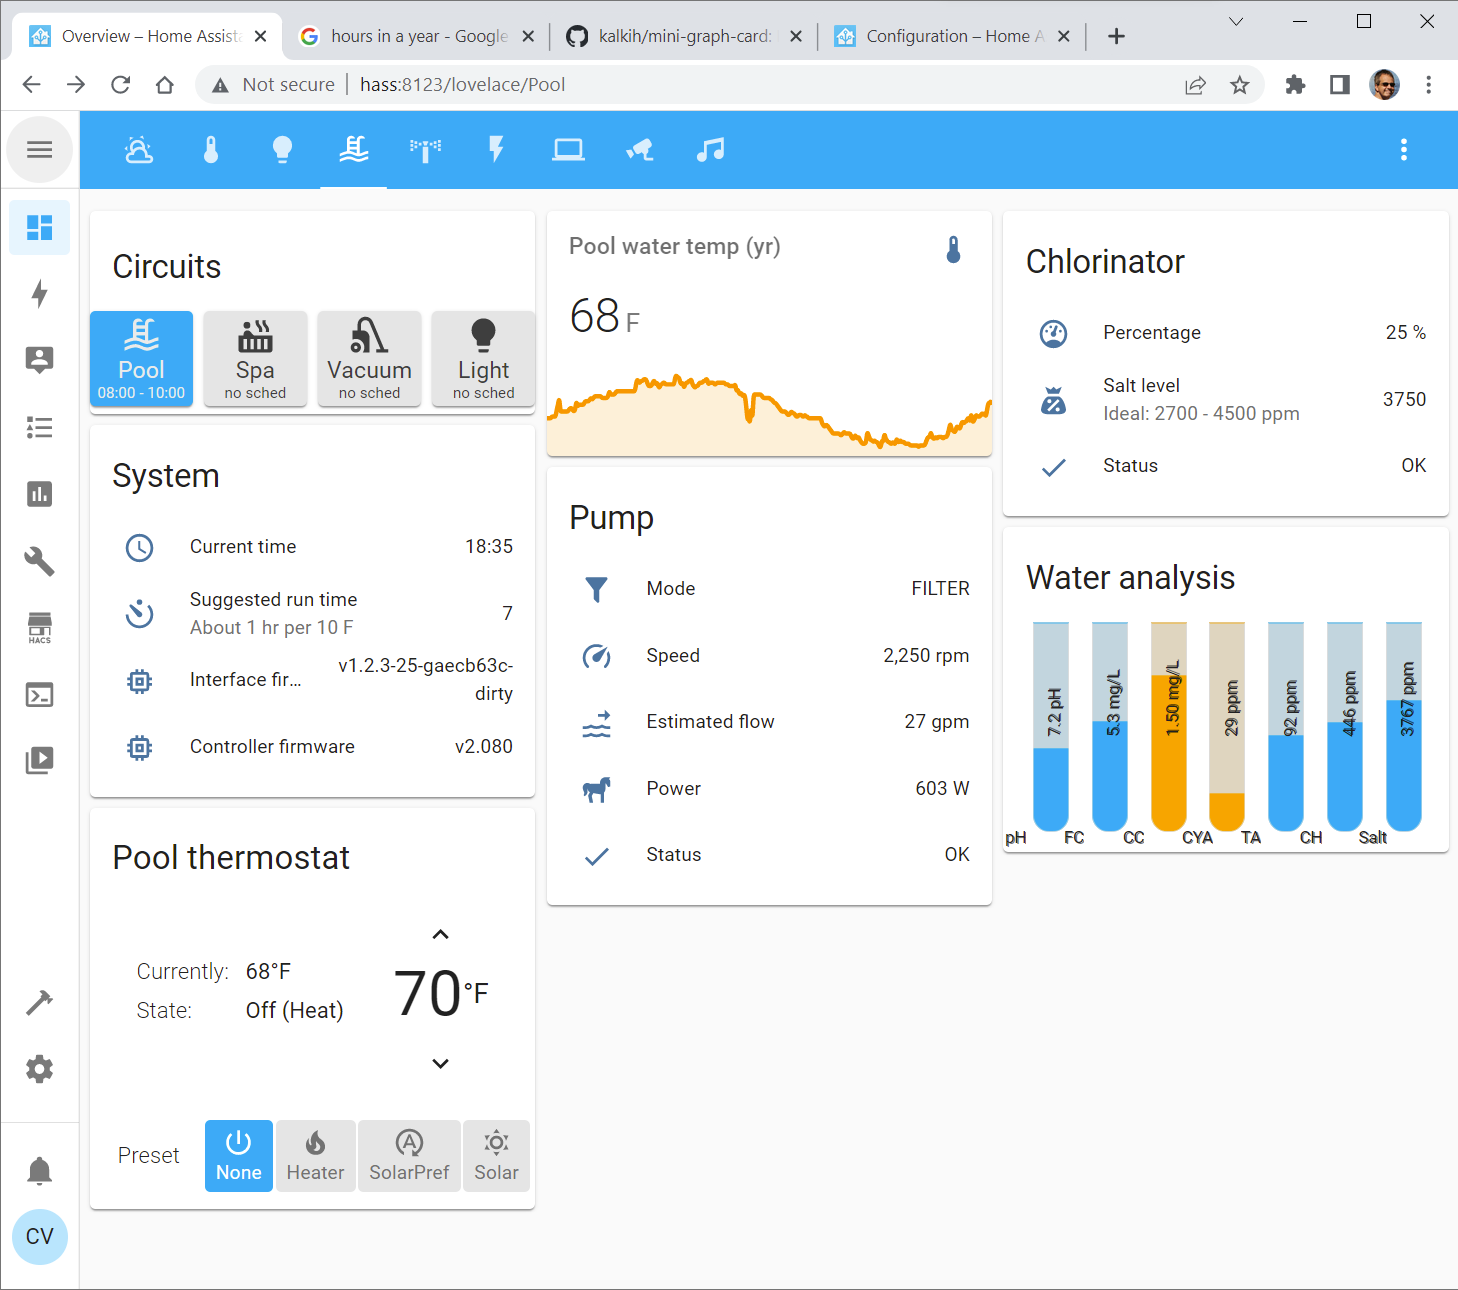 Overview – Home Assist
hours in a year - Google
kalkih/mini-graph-card:
Configuration – Home A
Not secure
hass:8123/lovelace/Pool
Circuits
Pool
08:00 - 10:00
Spa
no sched
Vacuum
no sched
Light
no sched
System
Current time
18:35
Suggested run time
About 1 hr per 10 F
7
Interface fir...
v1.2.3-25-gaecb63c-
dirty
Controller firmware
v2.080
Pool thermostat
Currently:
68°F
State:
Off (Heat)
70°F
Preset
None
Heater
SolarPref
Solar
Pool water temp (yr)
68 F
Pump
Mode
FILTER
Speed
2,250 rpm
Estimated flow
27 gpm
Power
603 W
Status
OK
Chlorinator
Percentage
25 %
Salt level
Ideal: 2700 - 4500 ppm
3750
Status
OK
Water analysis
7.2 pH
5.3 mg/L
1.50 mg/L
29 ppm
92 ppm
446 ppm
3767 ppm
pH
FC
CC
CYA
TA
CH
Salt
HACS
CV